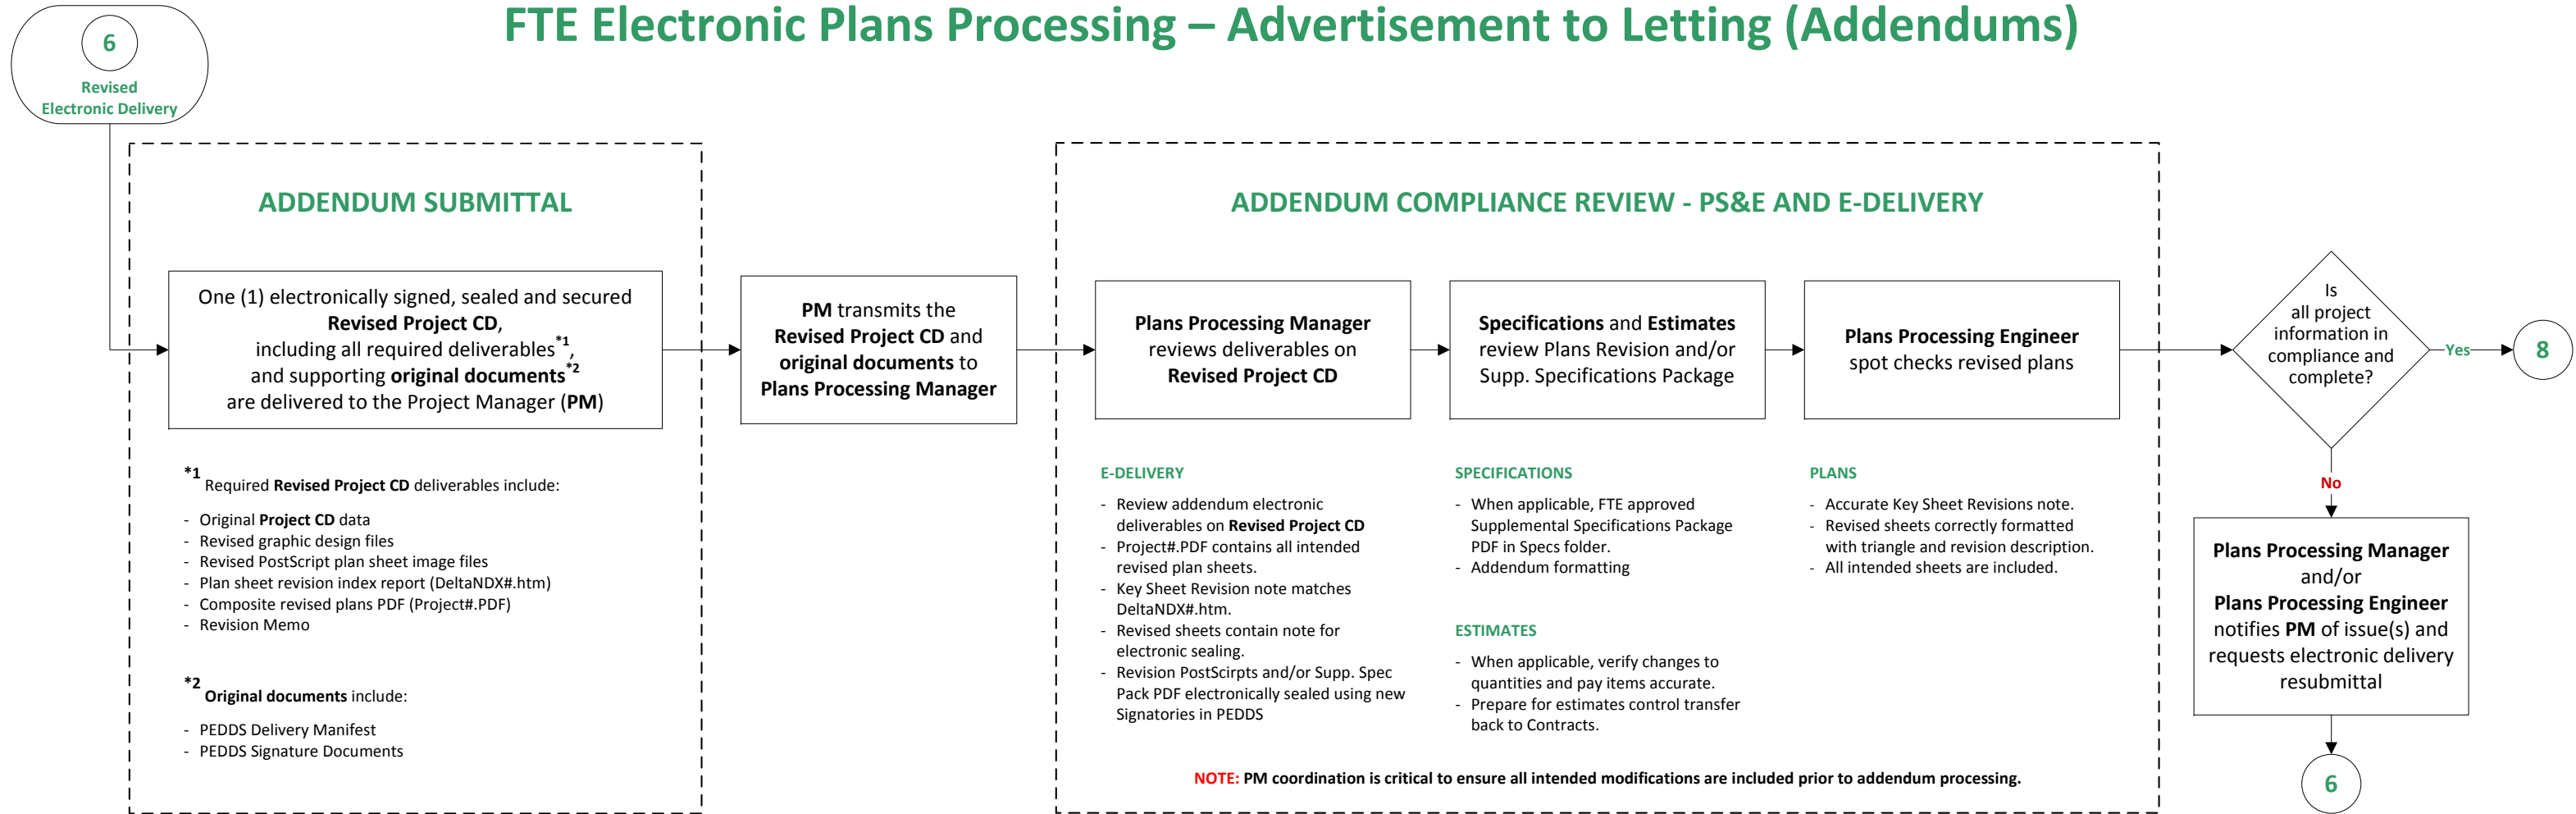 FTE Electronic Plans Processing – Advertisement to Letting (Addendums)
6
Revised
Electronic Delivery
ADDENDUM SUBMITTAL
One (1) electronically signed, sealed and secured
Revised Project CD,
including all required deliverables*1,
and supporting original documents*2
are delivered to the Project Manager (PM)
*1 Required Revised Project CD deliverables include:
- Original Project CD data
- Revised graphic design files
- Revised PostScript plan sheet image files
- Plan sheet revision index report (DeltaNDX#.htm)
- Composite revised plans PDF (Project#.PDF)
- Revision Memo
*2 Original documents include:
- PEDDS Delivery Manifest
- PEDDS Signature Documents
PM transmits the
Revised Project CD and
original documents to
Plans Processing Manager
ADDENDUM COMPLIANCE REVIEW - PS&E AND E-DELIVERY
Plans Processing Manager
reviews deliverables on
Revised Project CD
E-DELIVERY
- Review addendum electronic
deliverables on Revised Project CD
- Project#.PDF contains all intended
revised plan sheets.
- Key Sheet Revision note matches
DeltaNDX#.htm.
- Revised sheets contain note for
electronic sealing.
- Revision PostScirpts and/or Supp. Spec
Pack PDF electronically sealed using new
Signatories in PEDDS
Specifications and Estimates
review Plans Revision and/or
Supp. Specifications Package
SPECIFICATIONS
- When applicable, FTE approved
Supplemental Specifications Package
PDF in Specs folder.
- Addendum formatting
ESTIMATES
- When applicable, verify changes to
quantities and pay items accurate.
- Prepare for estimates control transfer
back to Contracts.
Plans Processing Engineer
spot checks revised plans
PLANS
- Accurate Key Sheet Revisions note.
- Revised sheets correctly formatted
with triangle and revision description.
- All intended sheets are included.
NOTE: PM coordination is critical to ensure all intended modifications are included prior to addendum processing.
Is
all project
information in
compliance and
complete?
Yes
8
No
Plans Processing Manager
and/or
Plans Processing Engineer
notifies PM of issue(s) and
requests electronic delivery
resubmittal
6